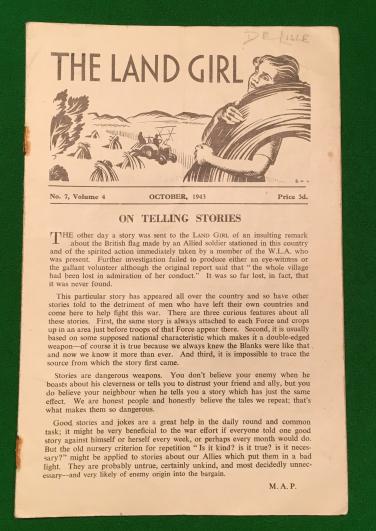 DE LISLE
THE LAND GIRL
No. 7, Volume 4 OCTOBER, 1943 Price 3d.
ON TELLING STORIES
THE other day a story was sent to the LAND GIRL of an insulting remark
about the British flag made by an Allied soldier stationed in this country
and of the spirited action immediately taken by a member of the W.L.A. who
was present. Further investigation failed to produce either an eye-witness or
the gallant volunteer although the original report said that " the whole village
had been lost in admiration of her conduct." It was so far lost, in fact, that
it was never found.
This particular story has appeared all over the country and so have other
stories told to the detriment of men who have left their own countries and
come here to help fight this war. There are three curious features about all
these stories. First, the same story is always attached to each Force and crops
up in an area just before troops of that Force appear there. Second, it is usually
based on some supposed national characteristic which makes it a double-edged
weapon—of course it is true because we always knew the Blanks were like that
and now we know it more than ever. And third, it is impossible to trace the
source from which the story first came.
Stories are dangerous weapons. You don't believe your enemy when he
boasts about his cleverness or tells you to distrust your friend and ally, but you
do believe your neighbour when he tells you a story which has just the same
effect. We are honest people and honestly believe the tales we repeat; that's
what makes them so dangerous.
Good stories and jokes are a great help in the daily round and common
task; it might be very beneficial to the war effort if everyone told one good
story against himself or herself every week, or perhaps every month would do.
But the old nursery criterion for repetition " Is it kind? is it true? is it neces-
sary?" might be applied to stories about our Allies which put them in a bad
light. They are probably untrue, certainly unkind, and most decidedly unnec-
essary—and very likely of enemy origin into the bargain.
M. A. P.